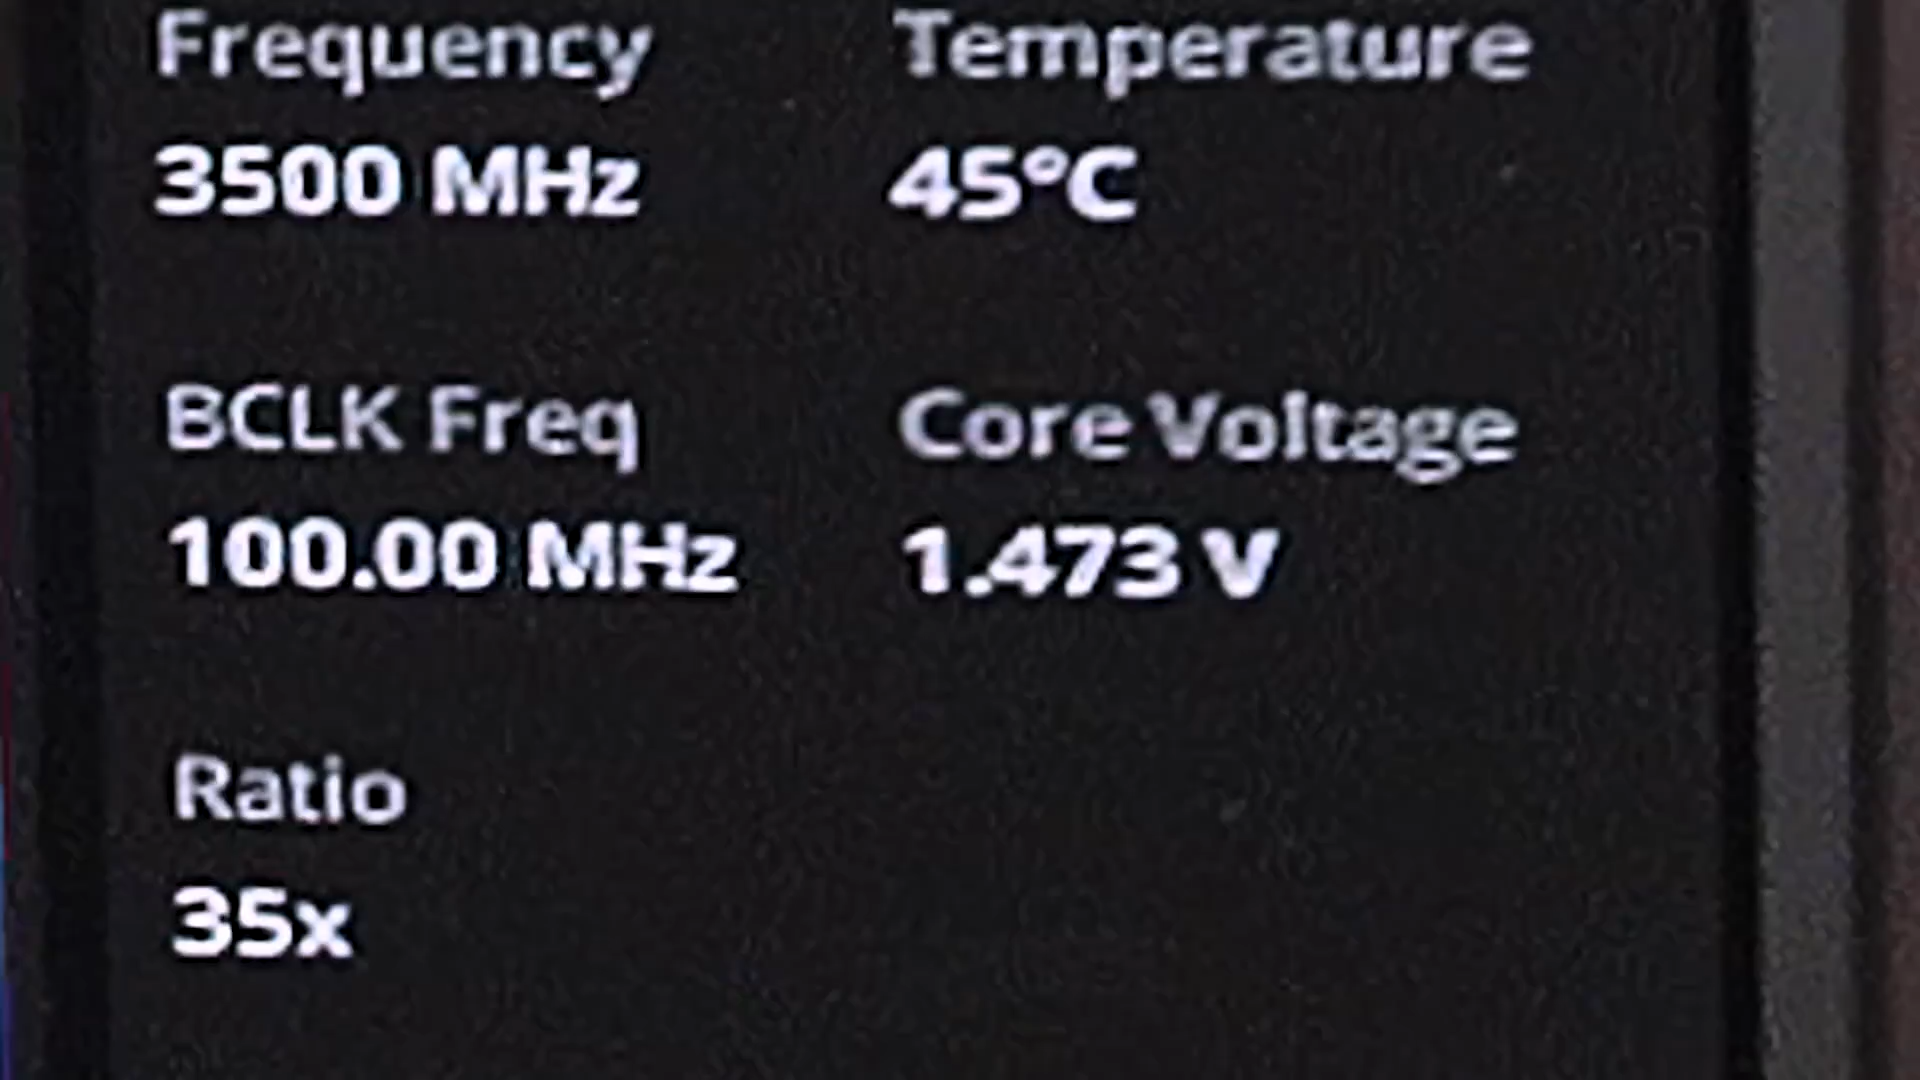 Frequency Temperature
3500 MHz 45°C
BCLK Freq Core Voltage
100.00 MHz 1.473 V
Ratio
35x